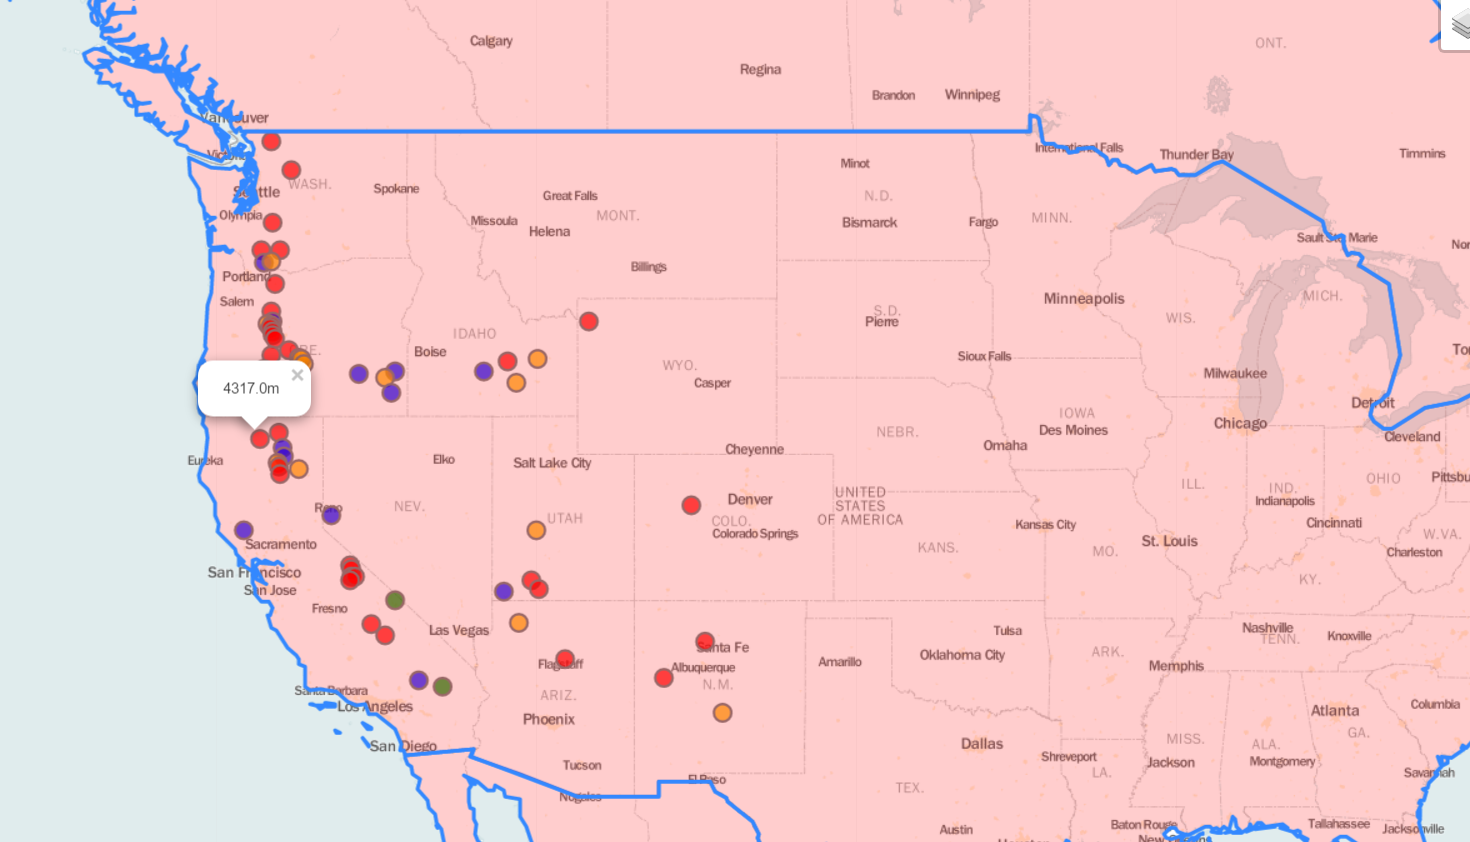 Calgary
ONT.
Regina
Brandon
Winnipeg
Vancouver
International Falls
Thunder Bay
Timmins
Victoria
Minot
WASH.
Spokane
Seattle
Great Falls
N.D.
Olympia
MONT.
Missoula
Helena
Bismarck
Fargo
MINN.
Sault Ste. Marie
Nor
Portland
Billings
Salem
Minneapolis
MICH.
S.D.
Pierre
WIS.
IDAHO
Boise
ORE.
To
Sioux Falls
WYO.
Casper
Milwaukee
4317.0m
×
Detroit
IOWA
Des Moines
Chicago
NEBR.
Cleveland
Omaha
Cheyenne
Eureka
Elko
Salt Lake City
Pittsbu
OHIO
ILL.
IND.
Indianapolis
Denver
UNITED
STATES
OF AMERICA
Reno
NEV.
UTAH
COLO.
Colorado Springs
Kansas City
Cincinnati
W.VA.
Sacramento
KANS.
MO.
St. Louis
Charleston
San Francisco
San Jose
KY.
Fresno
Las Vegas
Tulsa
Nashville
TENN.
Knoxville
Santa Fe
Oklahoma City
ARK.
Flagstaff
Albuquerque
Amarillo
Memphis
N.M.
Santa Barbara
ARIZ.
Los Angeles
Phoenix
Atlanta
Columbia
GA.
San Diego
Dallas
MISS.
ALA.
Shreveport
Jackson
Montgomery
Tucson
LA.
Savannah
El Paso
TEX.
Nogales
Austin
Baton Rouge
Tallahassee
Jacksonville
New Orleans
Houston